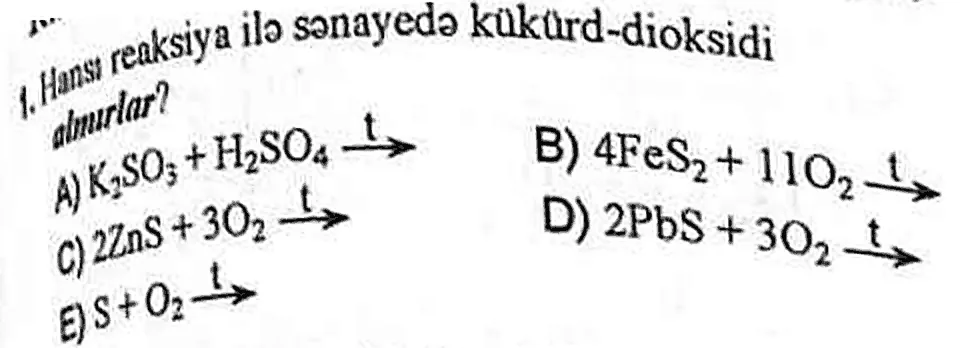 1. Hansı reaksiya ilə sənayedə kükürd-dioksidi
almırlar?
A) K₂SO₃ + H₂SO₄ —t→
B) 4FeS₂ + 11O₂ —t→
C) 2ZnS + 3O₂ —t→
D) 2PbS + 3O₂ —t→
E) S + O₂ —t→